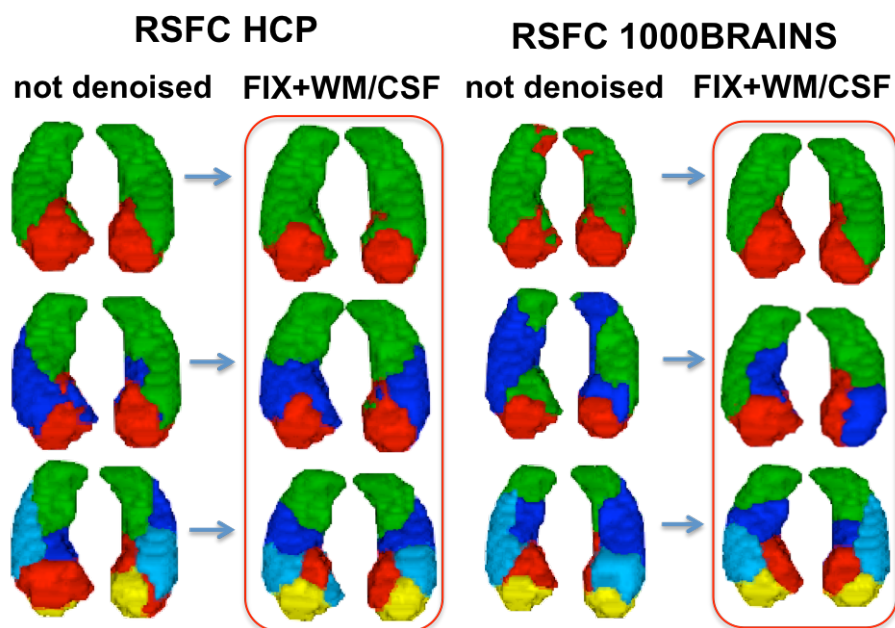 RSFC HCP
RSFC 1000BRAINS
not denoised
FIX+WM/CSF
not denoised
FIX+WM/CSF